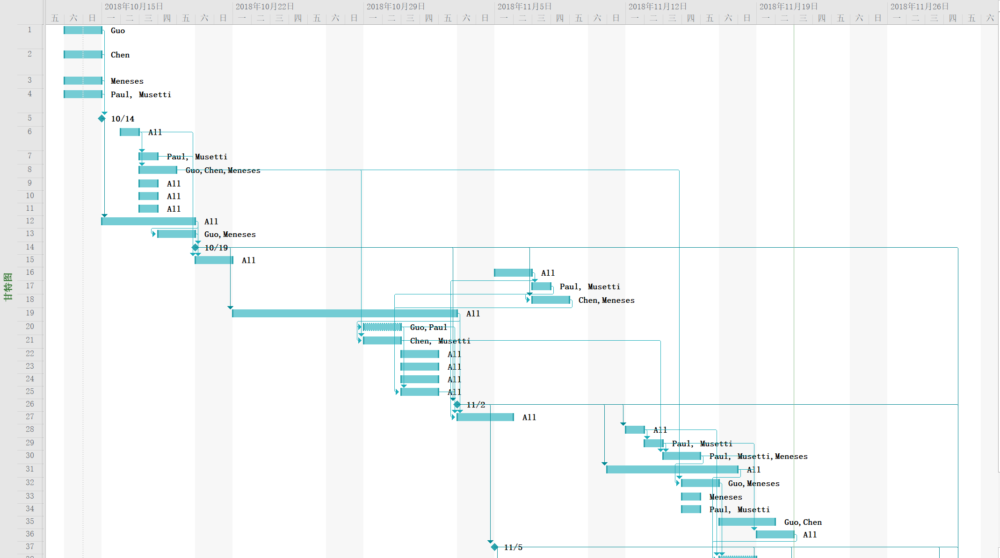 2018年10月15日 2018年10月22日 2018年10月29日 2018年11月5日 2018年11月12日 2018年11月19日 2018年11月26日
五 六 日 一 二 三 四 五 六 日 一 二 三 四 五 六 日 一 二 三 四 五 六 日 一 二 三 四 五 六 日 一 二 三 四 五 六 日 一 二 三 四 五 六 日 一 二 三 四 五 六
1 Guo
2 Chen
3 Meneses
4 Paul, Musetti
5 10/14
6 All
7 Paul, Musetti
8 Guo,Chen,Meneses
9 All
10 All
11 All
12 All
13 Guo,Meneses
14 10/19
15 All
16 All
17 Paul, Musetti
18 Chen,Meneses
19 All
20 Guo,Paul
21 Chen, Musetti
22 All
23 All
24 All
25 All
26 11/2
27 All
28 All
29 Paul, Musetti
30 Paul, Musetti,Meneses
31 All
32 Guo,Meneses
33 Meneses
34 Paul, Musetti
35 Guo,Chen
36 All
37 11/5
甘特图